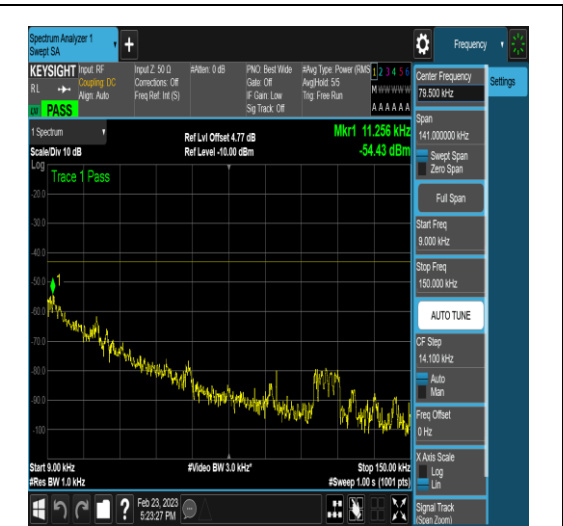 Spectrum Analyzer 1
Swept SA
Frequency
KEYSIGHT
Input: RF
Coupling: DC
Align: Auto
RL
PASS
Input Z: 50 Ω
Corrections: Off
Freq Ref: Int (S)
#Atten: 0 dB
PNO: Best Wide
Gate: Off
IF Gain: Low
Sig Track: Off
#Avg Type: Power (RMS
Avg|Hold: 5/5
Trig: Free Run
1 2 3 4 5 6
M W W W W W
A A A A A A
1 Spectrum
Scale/Div 10 dB
Ref Lvl Offset 4.77 dB
Ref Level -10.00 dBm
Mkr1 11.256 kHz
-54.43 dBm
Log
Trace 1 Pass
-20.0
-30.0
-40.0
-50.0
1
-60.0
-70.0
-80.0
-90.0
-100
Start 9.00 kHz
#Res BW 1.0 kHz
#Video BW 3.0 kHz*
Stop 150.00 kHz
#Sweep 1.00 s (1001 pts)
Feb 23, 2023
5:23:27 PM
Center Frequency
79.500 kHz
Settings
Span
141.000000 kHz
Swept Span
Zero Span
Full Span
Start Freq
9.000 kHz
Stop Freq
150.000 kHz
AUTO TUNE
CF Step
14.100 kHz
Auto
Man
Freq Offset
0 Hz
X Axis Scale
Log
Lin
Signal Track
(Span Zoom)